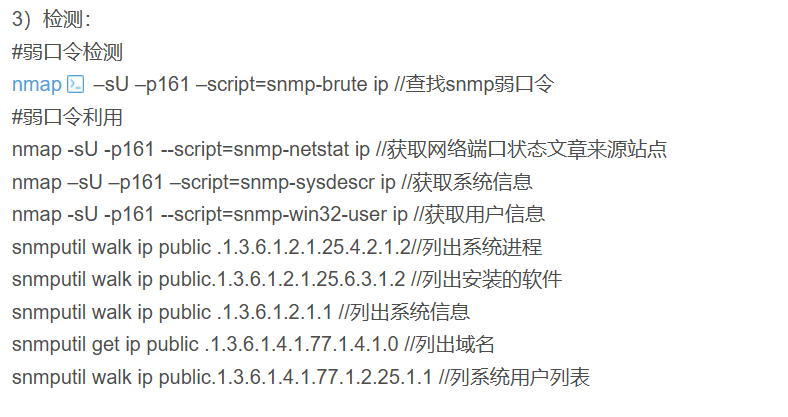 3）检测：
#弱口令检测
nmap –sU –p161 –script=snmp-brute ip //查找snmp弱口令
#弱口令利用
nmap -sU -p161 --script=snmp-netstat ip //获取网络端口状态文章来源站点
nmap –sU –p161 –script=snmp-sysdescr ip //获取系统信息
nmap -sU -p161 --script=snmp-win32-user ip //获取用户信息
snmputil walk ip public .1.3.6.1.2.1.25.4.2.1.2//列出系统进程
snmputil walk ip public.1.3.6.1.2.1.25.6.3.1.2 //列出安装的软件
snmputil walk ip public .1.3.6.1.2.1.1 //列出系统信息
snmputil get ip public .1.3.6.1.4.1.77.1.4.1.0 //列出域名
snmputil walk ip public.1.3.6.1.4.1.77.1.2.25.1.1 //列系统用户列表